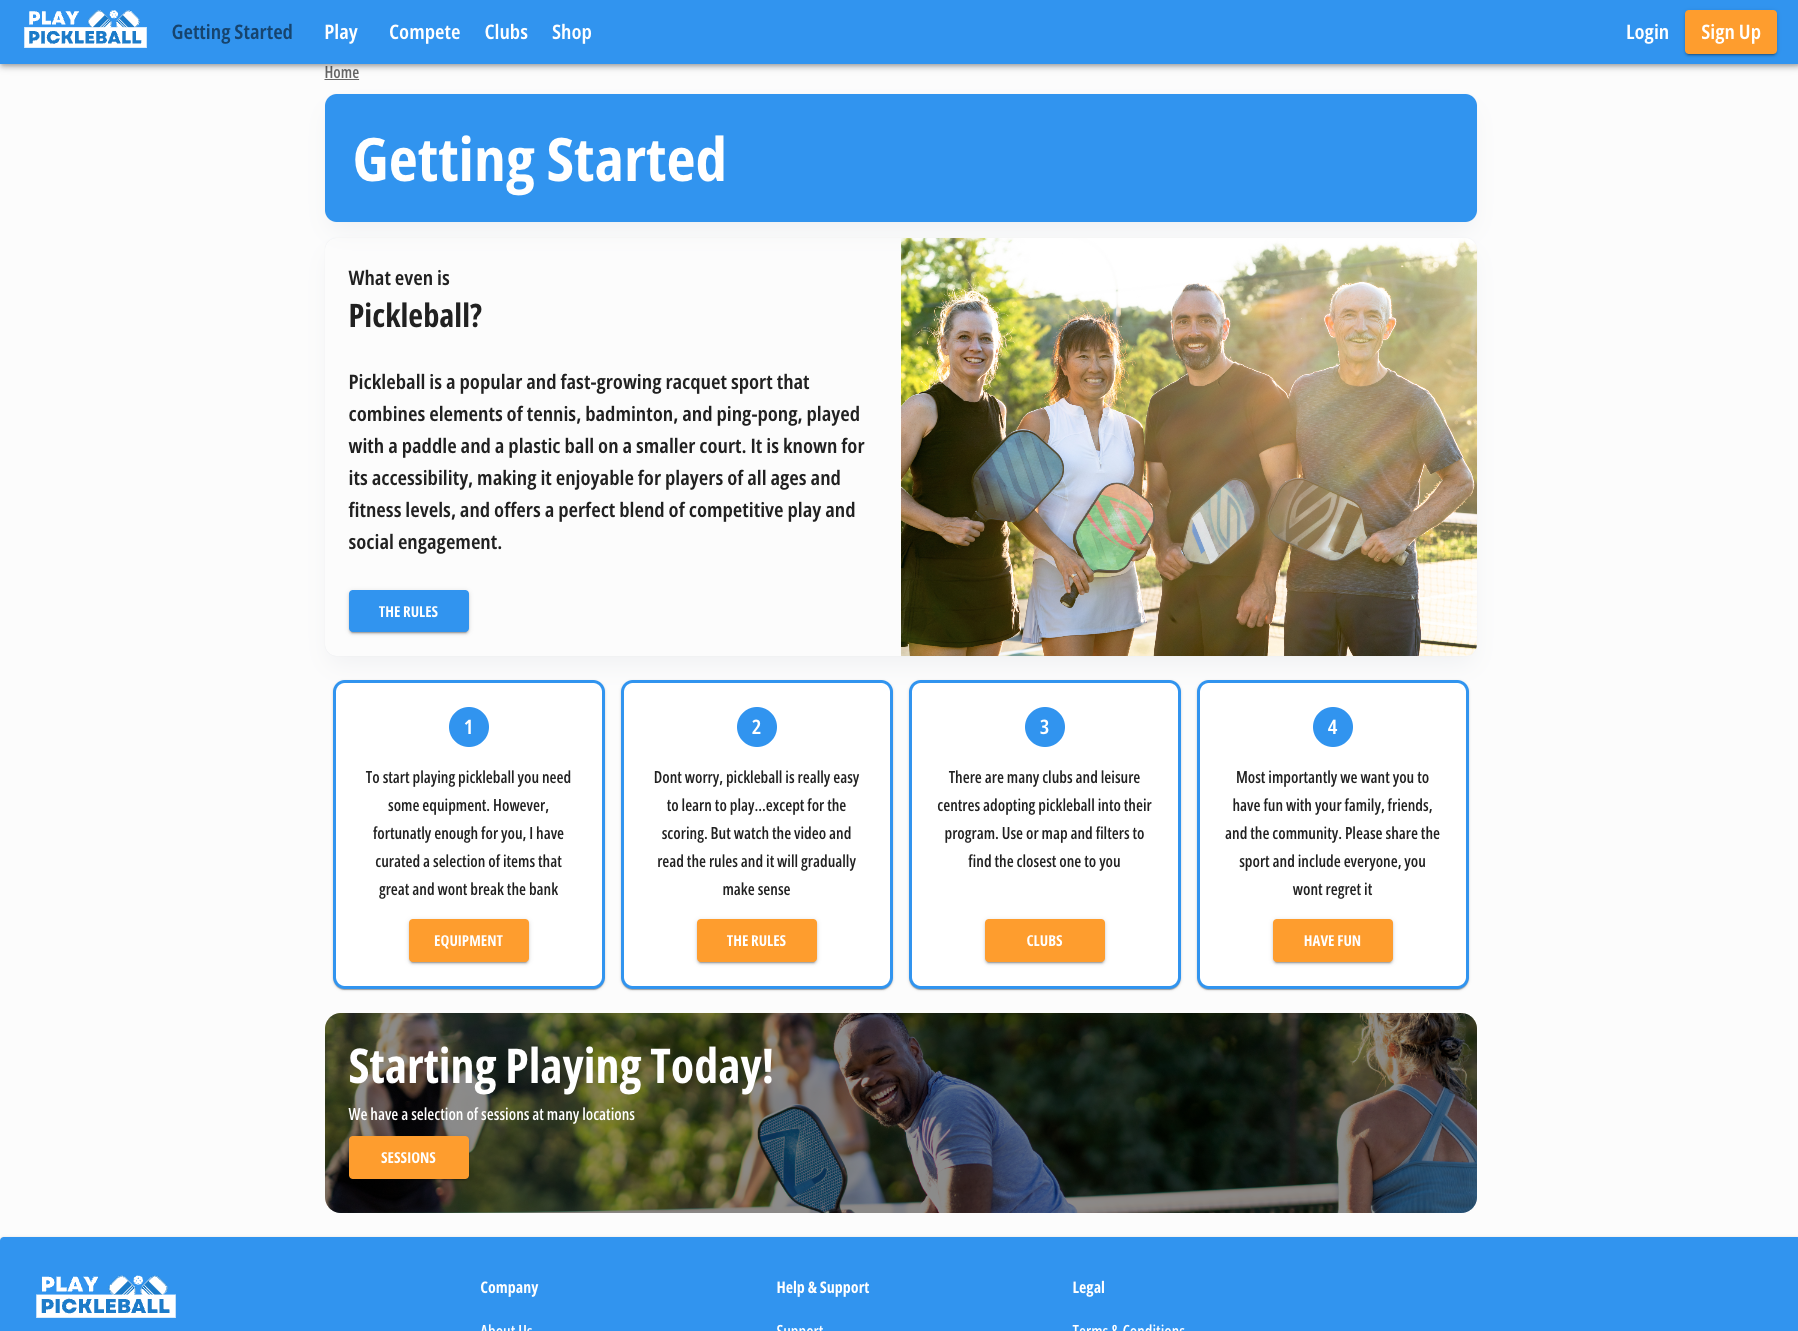 PLAY
PICKLEBALL
Getting Started
Play
Compete
Clubs
Shop
Login
Sign Up
Home
Getting Started
What even is
Pickleball?
Pickleball is a popular and fast-growing racquet sport that
combines elements of tennis, badminton, and ping-pong, played
with a paddle and a plastic ball on a smaller court. It is known for
its accessibility, making it enjoyable for players of all ages and
fitness levels, and offers a perfect blend of competitive play and
social engagement.
THE RULES
1
To start playing pickleball you need
some equipment. However,
fortunatly enough for you, I have
curated a selection of items that
great and wont break the bank
EQUIPMENT
2
Dont worry, pickleball is really easy
to learn to play...except for the
scoring. But watch the video and
read the rules and it will gradually
make sense
THE RULES
3
There are many clubs and leisure
centres adopting pickleball into their
program. Use or map and filters to
find the closest one to you
CLUBS
4
Most importantly we want you to
have fun with your family, friends,
and the community. Please share the
sport and include everyone, you
wont regret it
HAVE FUN
Starting Playing Today!
We have a selection of sessions at many locations
SESSIONS
PLAY
PICKLEBALL
Company
Help & Support
Legal
About Us
Support
Terms & Conditions